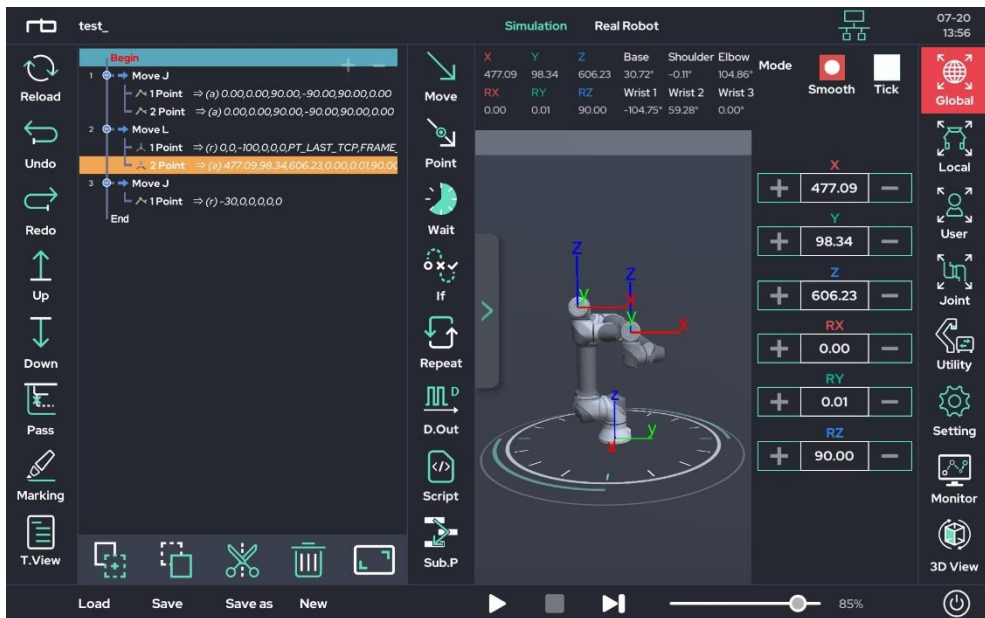 test_
Simulation
Real Robot
07-20
13:56
Reload
Undo
Redo
Up
Down
Pass
Marking
T.View
Begin
1 Move J
1 Point ⇒ (a) 0.00,0.00,90.00,-90.00,90.00,0.00
2 Point ⇒ (a) 0.00,0.00,90.00,-90.00,90.00,0.00
2 Move L
1 Point ⇒ (r) 0,0,-100,0,0,0,PT_LAST_TCP,FRAME_
2 Point ⇒ (a) 477.09,98.34,606.23,0.00,0.01,90.00
3 Move J
1 Point ⇒ (r) -30,0,0,0,0,0
End
Move
Point
Wait
If
Repeat
D
D.Out
Script
Sub.P
X Y Z Base Shoulder Elbow
477.09 98.34 606.23 30.72° -0.11° 104.86°
RX RY RZ Wrist 1 Wrist 2 Wrist 3
0.00 0.01 90.00 -104.75° 59.28° 0.00°
Mode
Smooth
Tick
Z
Z
y
X
y
X
z
y
x
X
477.09
Y
98.34
Z
606.23
RX
0.00
RY
0.01
RZ
90.00
Global
Local
User
Joint
Utility
Setting
Monitor
3D View
Load
Save
Save as
New
85%